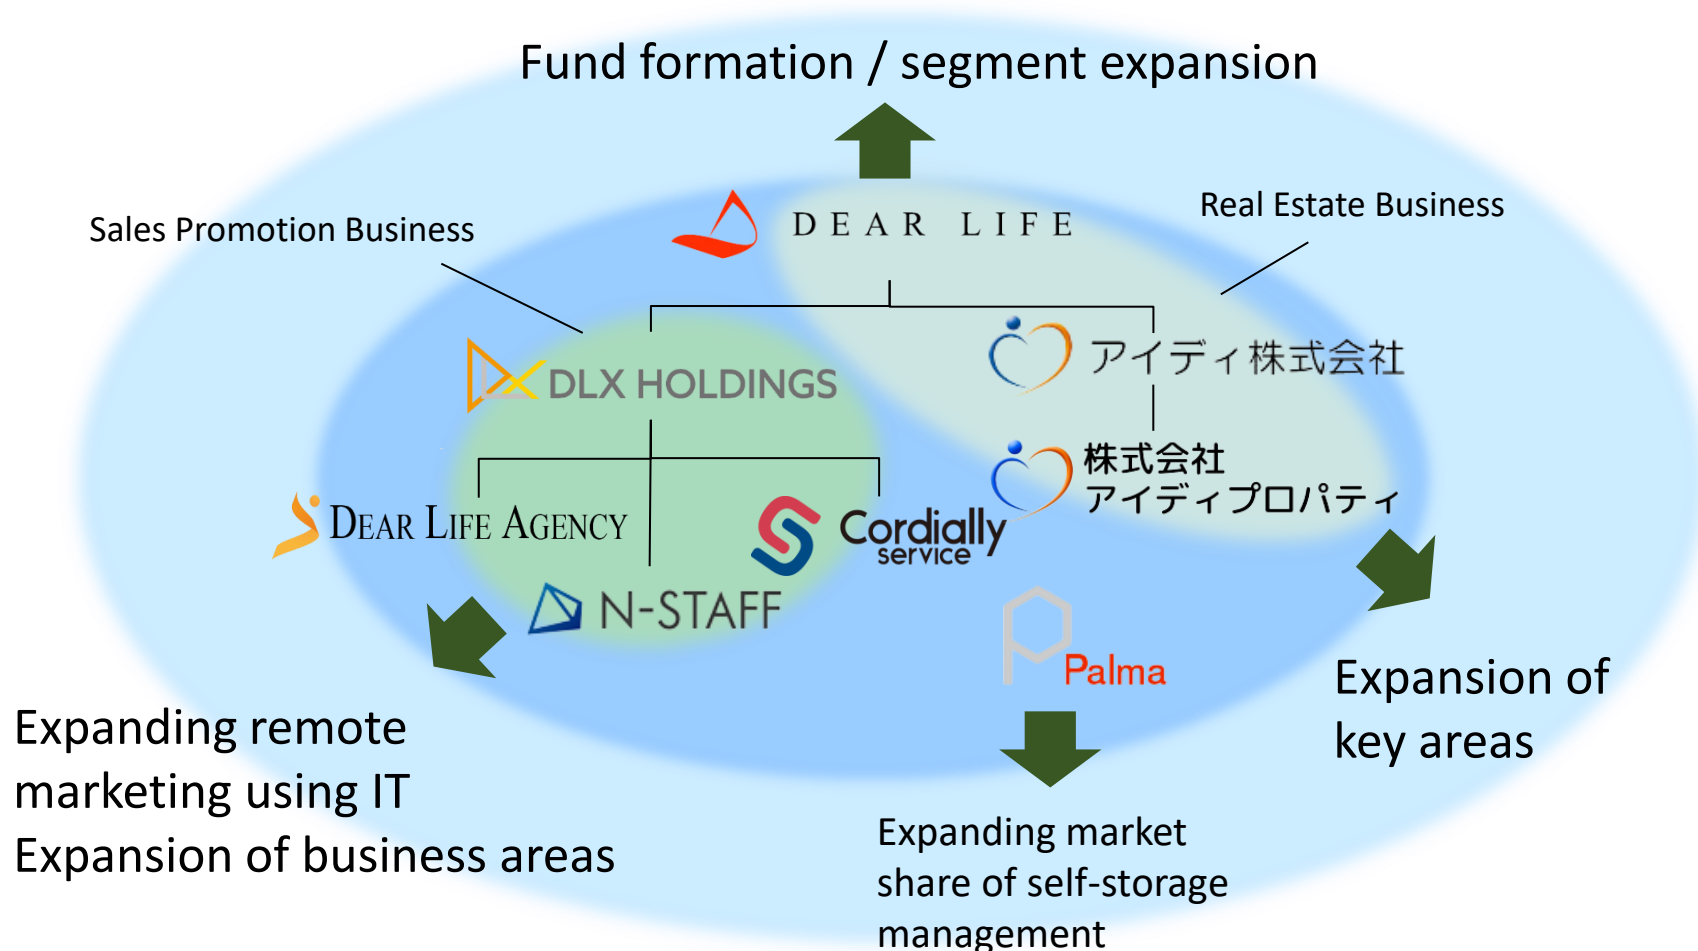 Fund formation / segment expansion
Sales Promotion Business
DEAR LIFE
Real Estate Business
DLX HOLDINGS
アイディ株式会社
株式会社
アイディプロパティ
DEAR LIFE AGENCY
Cordially
service
N-STAFF
Palma
Expanding remote
marketing using IT
Expansion of business areas
Expansion of
key areas
Expanding market
share of self-storage
management